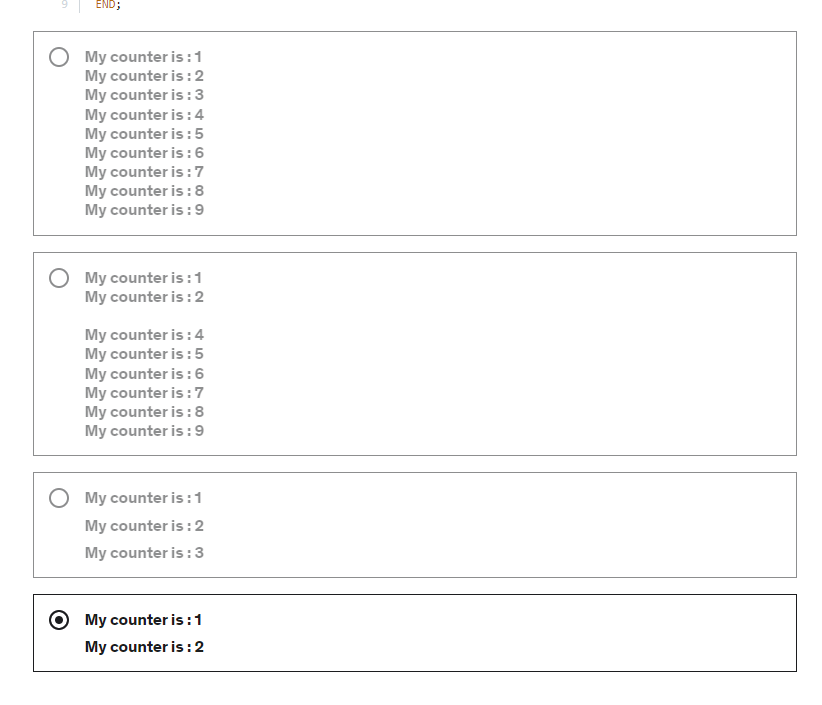 9 END;
My counter is : 1
My counter is : 2
My counter is : 3
My counter is : 4
My counter is : 5
My counter is : 6
My counter is : 7
My counter is : 8
My counter is : 9
My counter is : 1
My counter is : 2
My counter is : 4
My counter is : 5
My counter is : 6
My counter is : 7
My counter is : 8
My counter is : 9
My counter is : 1
My counter is : 2
My counter is : 3
My counter is : 1
My counter is : 2